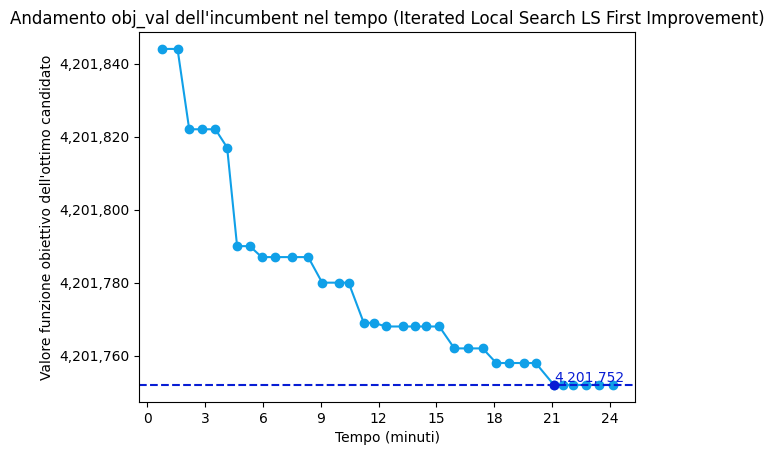 Andamento obj_val dell'incumbent nel tempo (Iterated Local Search LS First Improvement)
Valore funzione obiettivo dell'ottimo candidato
4,201,840
4,201,820
4,201,800
4,201,780
4,201,760
4,201,752
0 3 6 9 12 15 18 21 24
Tempo (minuti)